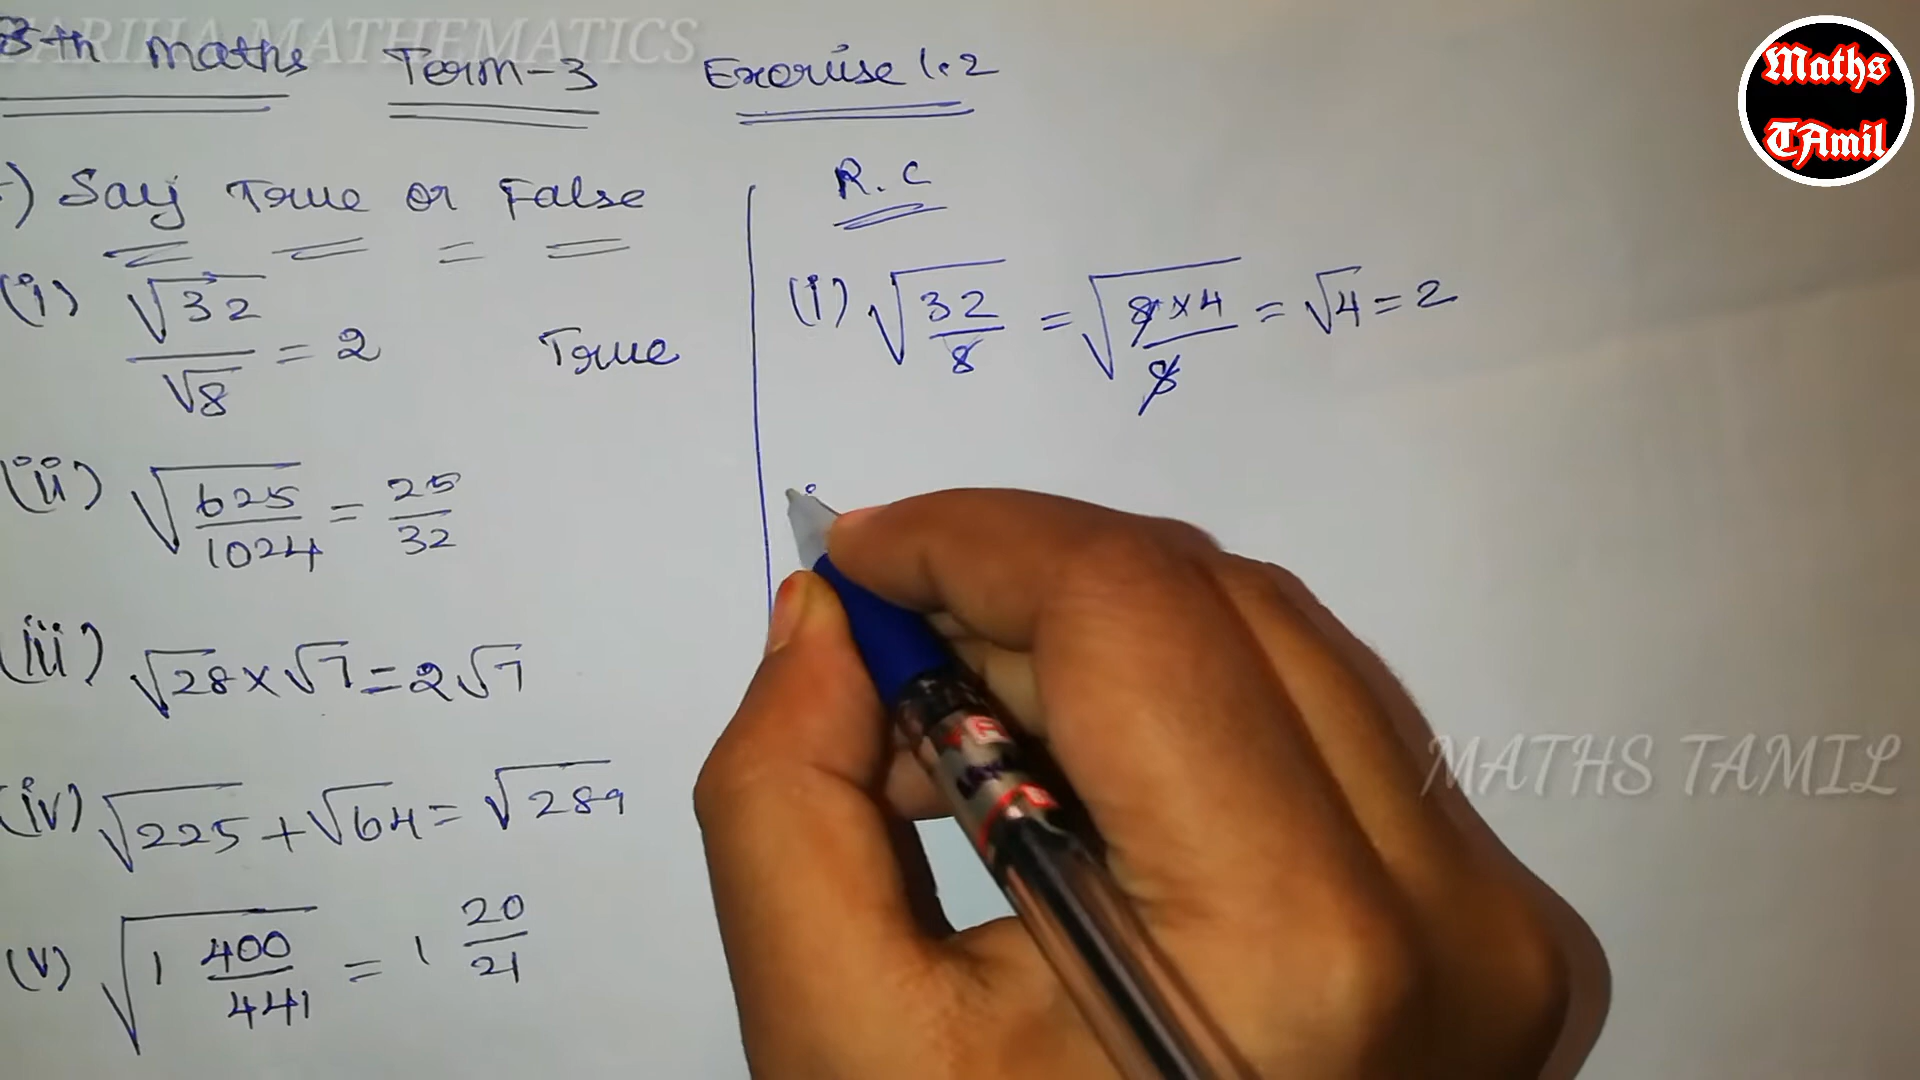 8th Maths Term-3 Exercise 1.2
MATHEMATICS
Maths
TAmil
) Say True or False
R.C
(i) √32 / √8 = 2 True
(i) √(32/8) = √(8×4/8) = √4 = 2
(ii) √(625/1024) = 25/32
(iii) √28 × √7 = 2√7
(iv) √225 + √64 = √289
(v) √(1 400/441) = 1 20/21
MATHS TAMIL